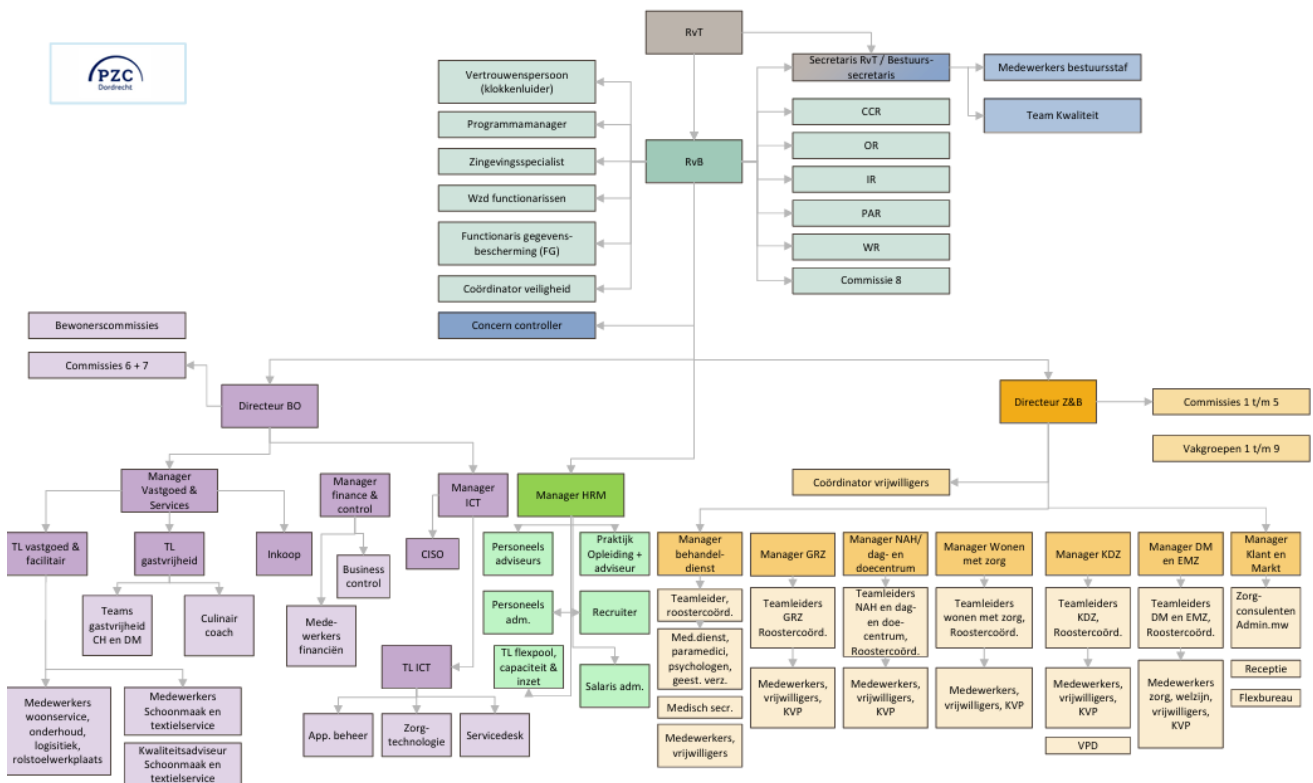 PZC
Dordrecht
RvT
Secretaris RvT / Bestuurs-
secretaris
Medewerkers bestuursstaf
Team Kwaliteit
Vertrouwenspersoon
(klokkenluider)
Programmamanager
Zingevingsspecialist
Wzd functionarissen
Functionaris gegevens-
bescherming (FG)
Coördinator veiligheid
Concern controller
RvB
CCR
OR
IR
PAR
WR
Commissie 8
Bewonerscommissies
Commissies 6 + 7
Directeur BO
Directeur Z&B
Commissies 1 t/m 5
Vakgroepen 1 t/m 9
Coördinator vrijwilligers
Manager
Vastgoed &
Services
Manager
finance &
control
Manager
ICT
Manager HRM
TL vastgoed &
facilitair
TL
gastvrijheid
Inkoop
Business
control
CISO
Teams
gastvrijheid
CH en DM
Culinair
coach
Mede-
werkers
financiën
TL ICT
Medewerkers
woonservice,
onderhoud,
logisitiek,
rolstoelwerkplaats
Medewerkers
Schoonmaak en
textielservice
Kwaliteitsadviseur
Schoonmaak en
textielservice
App. beheer
Zorg-
technologie
Servicedesk
Personeels
adviseurs
Praktijk
Opleiding +
adviseur
Personeels
adm.
Recruiter
TL flexpool,
capaciteit &
inzet
Salaris adm.
Manager
behandel-
dienst
Teamleider,
roostercoörd.
Med.dienst,
paramedici,
psychologen,
geest. verz.
Medisch secr.
Medewerkers,
vrijwilligers
Manager GRZ
Teamleiders
GRZ
Roostercoörd.
Medewerkers,
vrijwilligers,
KVP
Manager NAH/
dag- en
doecentrum
Teamleiders
NAH en dag-
en doe-
centrum,
Roostercoörd.
Medewerkers,
vrijwilligers,
KVP
Manager Wonen
met zorg
Teamleiders
wonen met zorg,
Roostercoörd.
Medewerkers,
vrijwilligers, KVP
Manager KDZ
Teamleiders
KDZ,
Roostercoörd.
Medewerkers,
vrijwilligers,
KVP
VPD
Manager DM
en EMZ
Teamleiders
DM en EMZ,
Roostercoörd.
Medewerkers
zorg, welzijn,
vrijwilligers,
KVP
Manager
Klant en
Markt
Zorg-
consulenten
Admin.mw
Receptie
Flexbureau